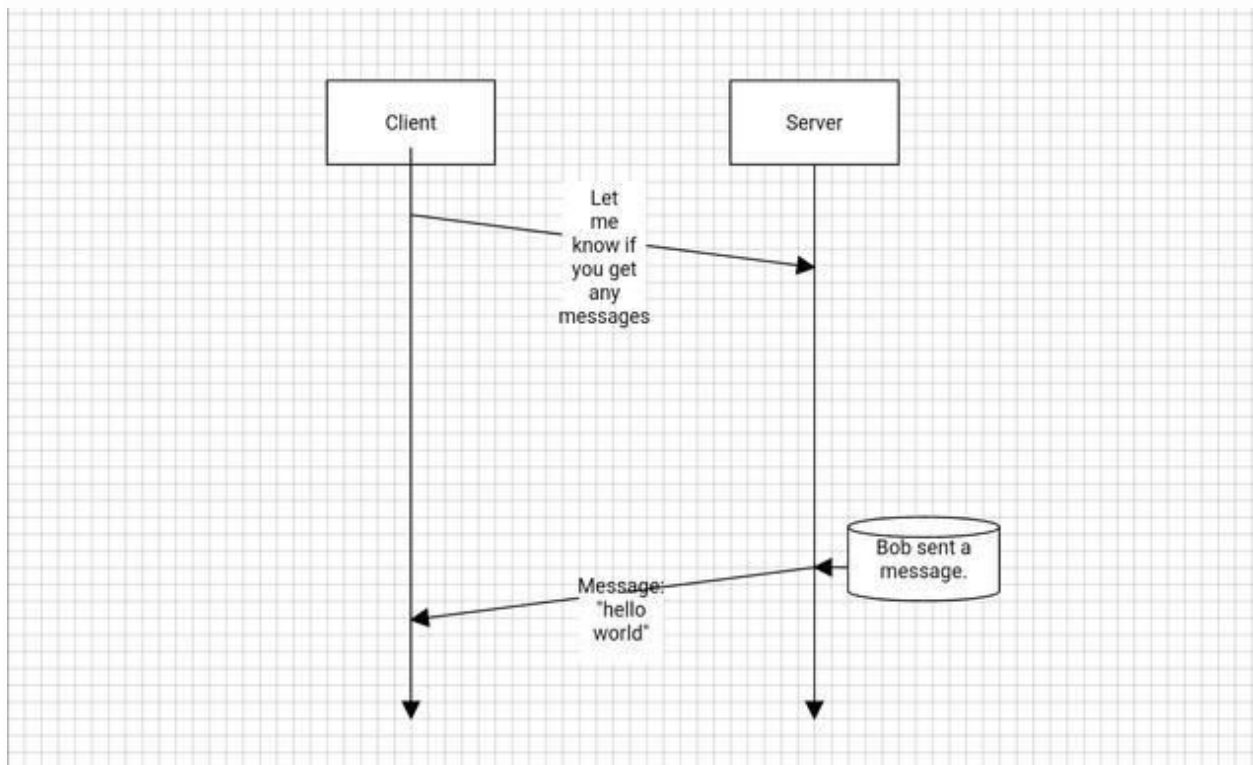 Client
Server
Let
me
know if
you get
any
messages
Bob sent a
message.
Message:
"hello
world"